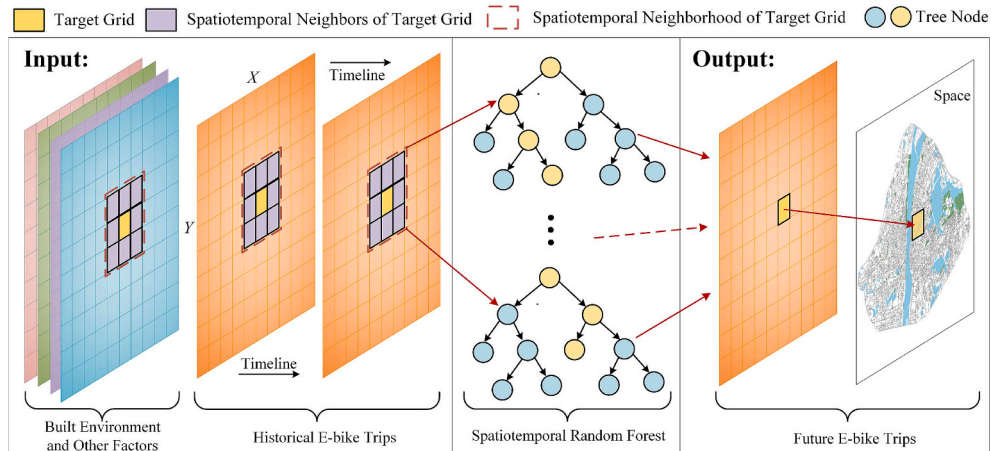 Target Grid
Spatiotemporal Neighbors of Target Grid
Spatiotemporal Neighborhood of Target Grid
Tree Node
Input:
X
Timeline
Y
Timeline
Output:
Space
Built Environment
and Other Factors
Historical E-bike Trips
Spatiotemporal Random Forest
Future E-bike Trips